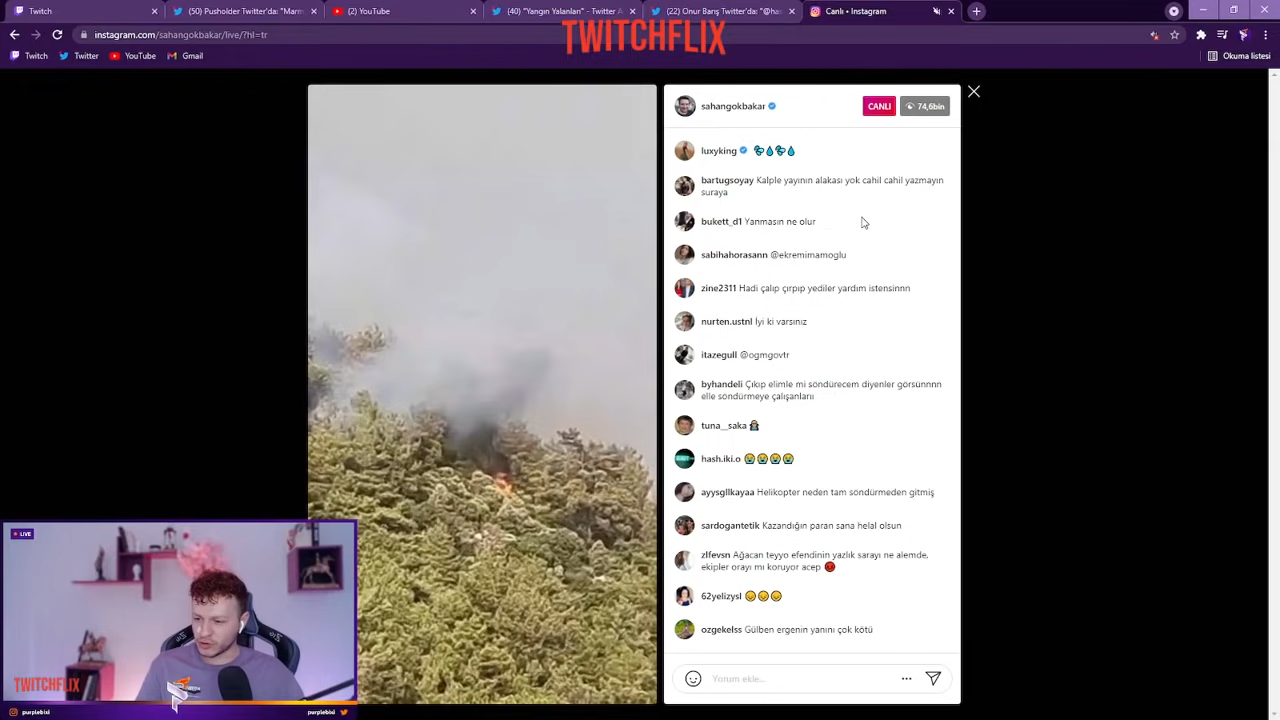 (50) Pusholder Twitter'da: "Marm
(2) YouTube
(40) "Yangın Yalanları" - Twitter A
(22) Onur Barış Twitter'da: "@has
Canlı • Instagram
instagram.com/sahangokbakar/live/?hl=tr
TWITCHFLIX
Twitch
Twitter
YouTube
Gmail
Okuma listesi
sahangokbakar
CANLI
74,6bin
luxyking
bartugsoyay Kalple yayının alakası yok cahil cahil yazmayın
suraya
bukett_d1 Yanmasın ne olur
sabihahorasann @ekremimamoglu
zine2311 Hadi çalıp çırpıp yediler yardım istensinnn
nurten.ustnl İyi ki varsınız
itazegull @ogmgovtr
byhandeli Çıkıp elimle mi söndürecem diyenler görsünnnn
elle söndürmeye çalışanlarıı
tuna__saka
hash.iki.o
ayysgllkayaa Helikopter neden tam söndürmeden gitmiş
sardogantetik Kazandığın paran sana helal olsun
zlfevsn Ağacan teyyo efendinin yazlık sarayı ne alemde,
ekipler orayı mı koruyor acep
62yelizysl
ozgekelss Gülben ergenin yanını çok kötü
Yorum ekle...
LIVE
TWITCHFLIX
purplebixi
purplebixi